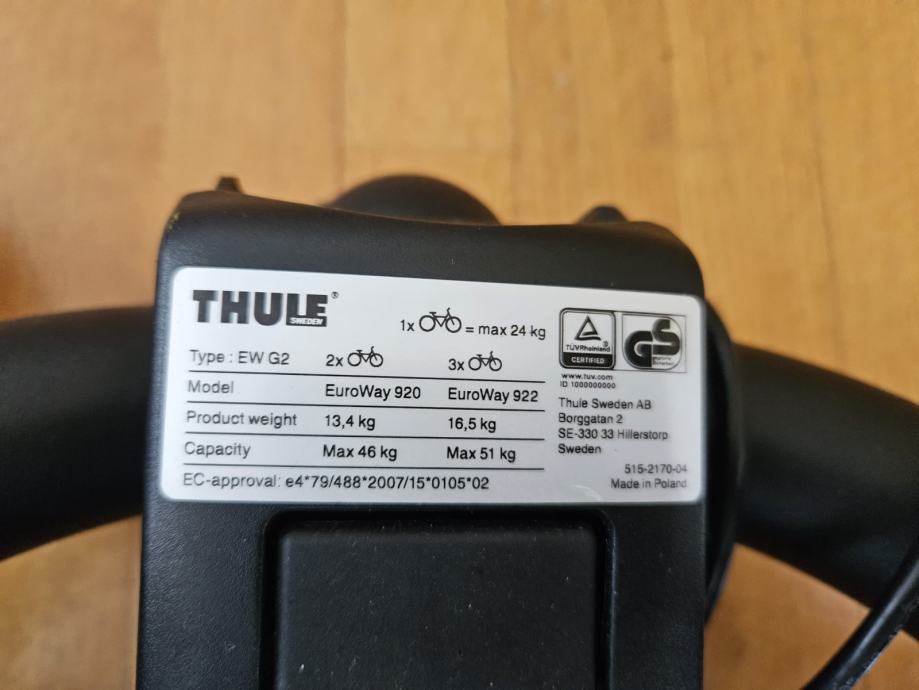 THULE®
SWEDEN
1x = max 24 kg
Type : EW G2 2x 3x
Model EuroWay 920 EuroWay 922
Product weight 13,4 kg 16,5 kg
Capacity Max 46 kg Max 51 kg
EC-approval: e4*79/488*2007/15*0105*02
TÜVRheinland
CERTIFIED
GS
geprüfte
Sicherheit
www.tuv.com
ID 1000000000
Thule Sweden AB
Borggatan 2
SE-330 33 Hillerstorp
Sweden
515-2170-04
Made in Poland